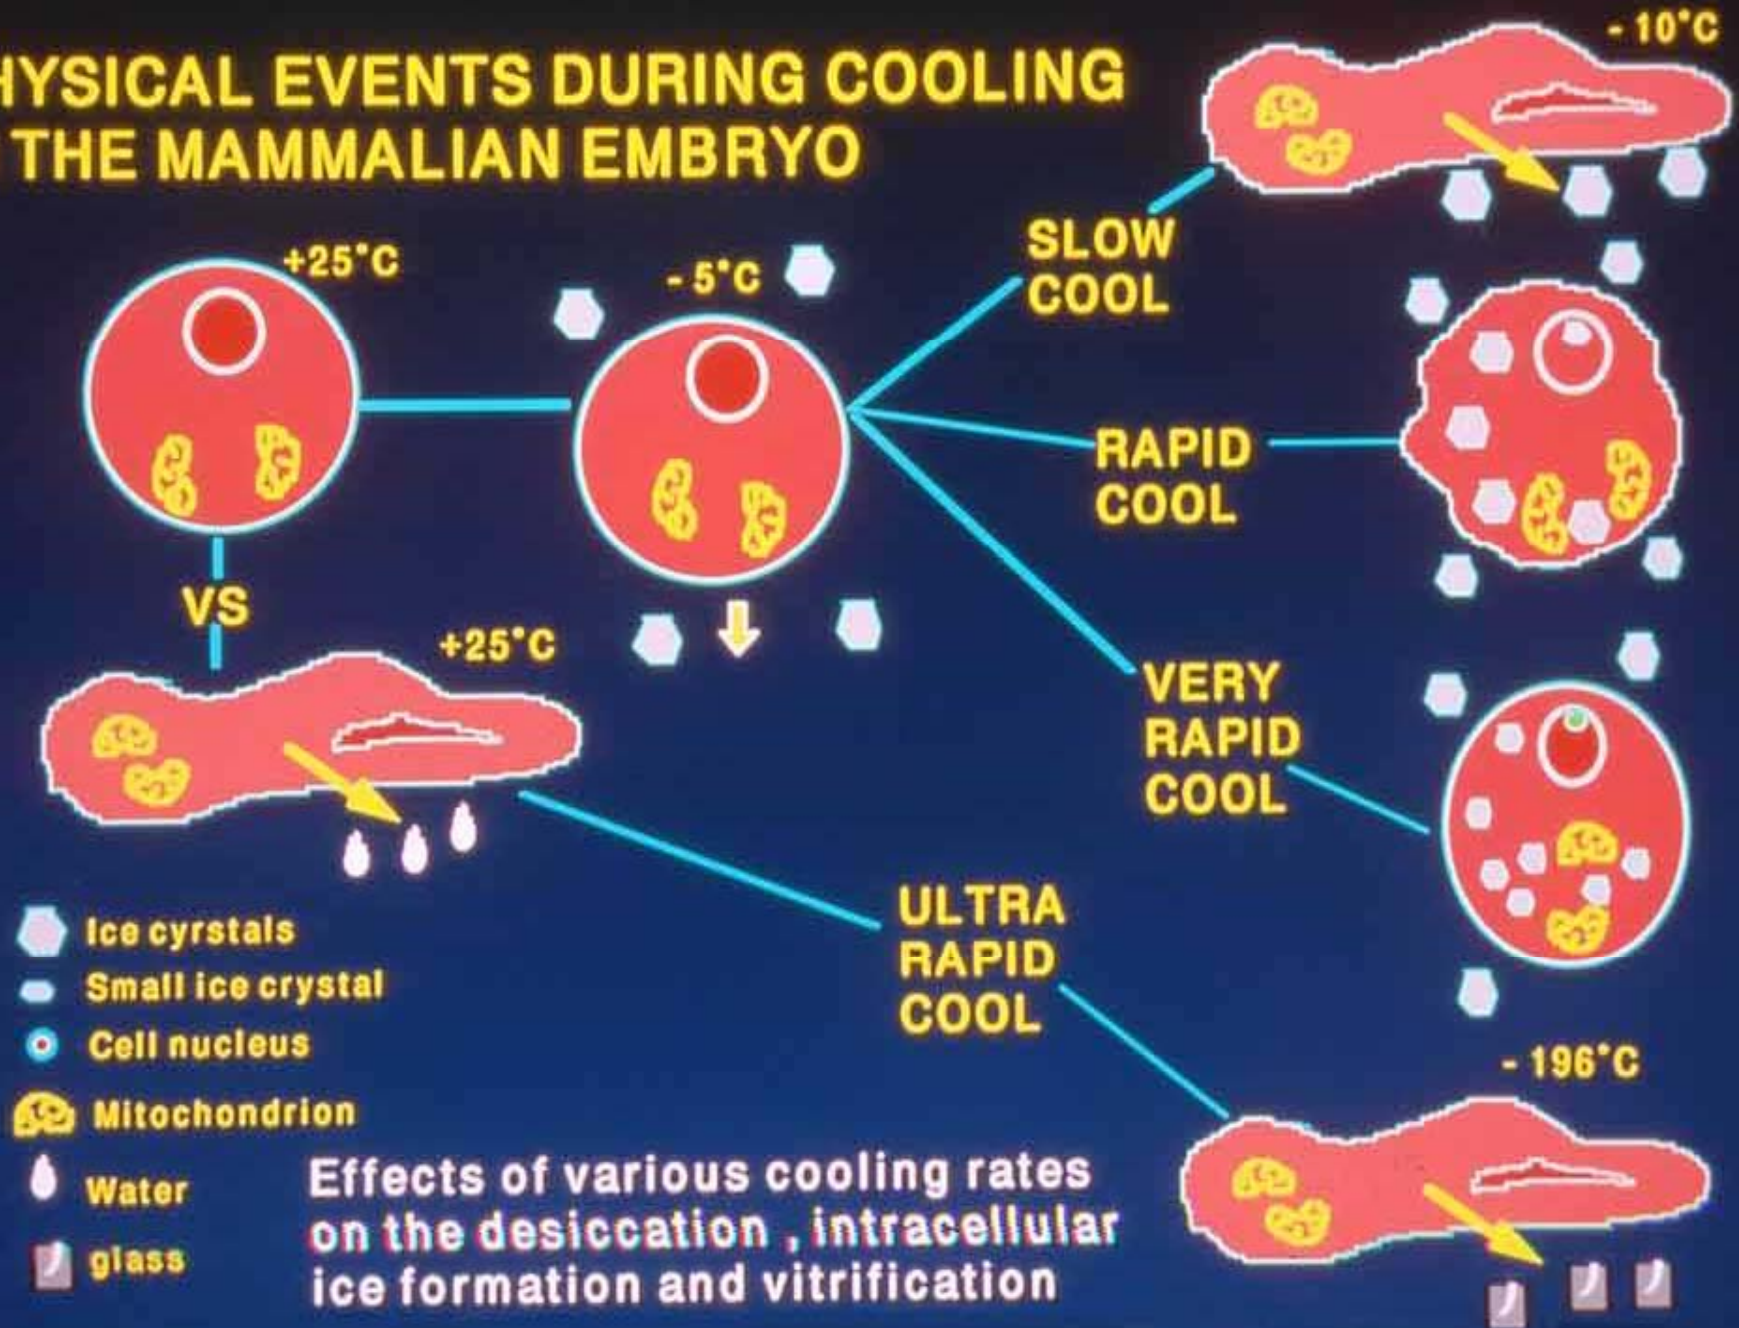 HYSICAL EVENTS DURING COOLING
THE MAMMALIAN EMBRYO
- 10°C
+25°C
- 5°C
SLOW
COOL
RAPID
COOL
VS
+25°C
VERY
RAPID
COOL
ULTRA
RAPID
COOL
- 196°C
Ice cyrstals
Small ice crystal
Cell nucleus
Mitochondrion
Water
glass
Effects of various cooling rates
on the desiccation , intracellular
ice formation and vitrification